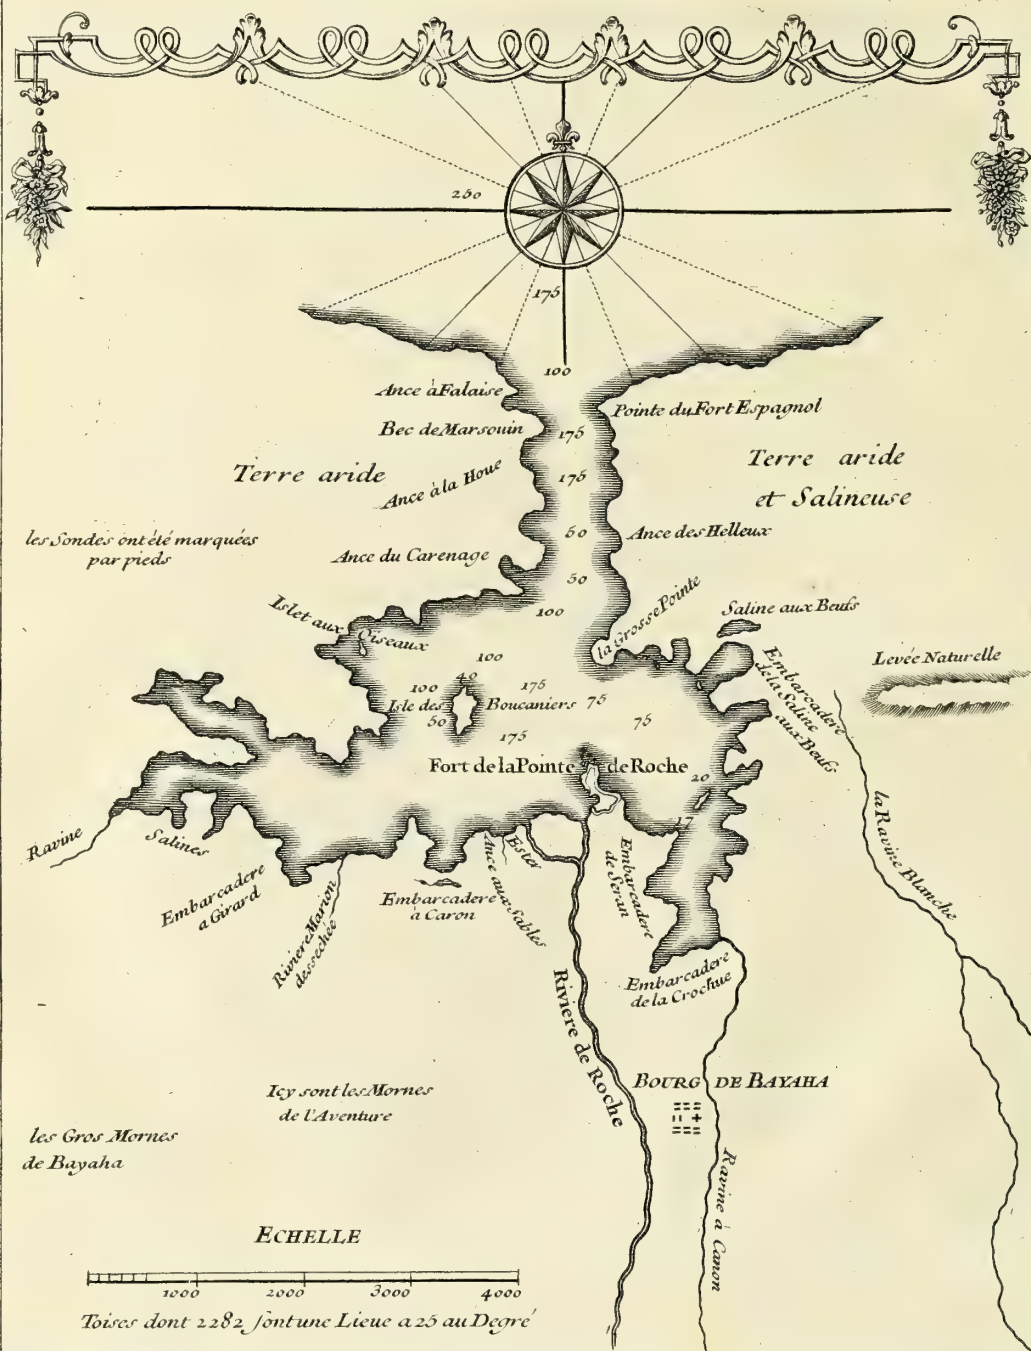 250
175
100
Ance à Falaise
Pointe du Fort Espagnol
Bec de Marsouin
175
Terre aride
et Salineuse
Terre aride
Ance à la Houe
175
les Sondes ont été marquées
par pieds
50
Ance des Helleux
Ance du Carenage
50
100
la Grosse Pointe
Saline aux Beufs
Islet aux Oiseaux
Embarcadere
de la Saline
aux Beufs
Levée Naturelle
100
40
100
175
Isle des Boucaniers
75
50
75
175
Fort de la Pointe de Roche
20
17
Ravine
Salines
Embarcadere
a Girard
Riviere Marion
dessechée
Embarcadere
à Caron
Ance aux Sables
Ester
Embarcadere
de Seran
la Ravine Blanche
Embarcadere
de la Crochue
Riviere de Roche
BOURG DE BAYAHA
Icy sont les Mornes
de l'Aventure
les Gros Mornes
de Bayaha
Ravine à Canon
ECHELLE
1000 2000 3000 4000
Toises dont 2282 font une Lieue a 25 au Degré